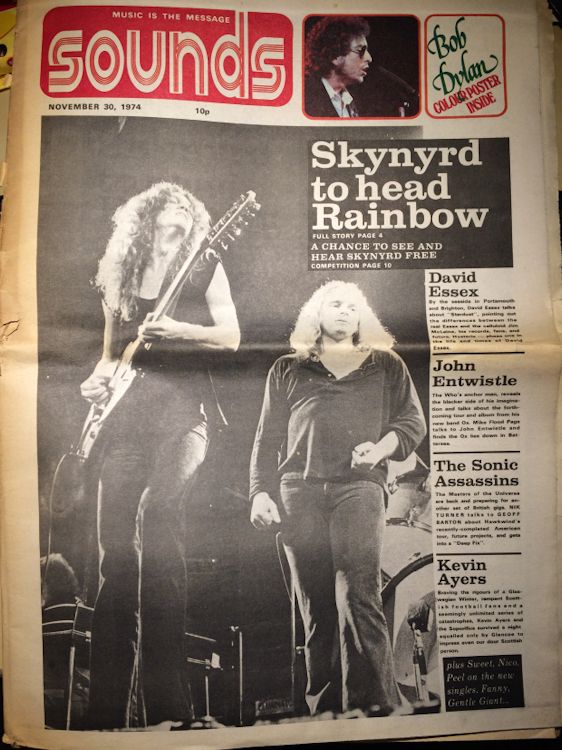 MUSIC IS THE MESSAGE
sounds
NOVEMBER 30, 1974
10p
Bob
Dylan
COLOUR POSTER
INSIDE
Skynyrd
to head
Rainbow
FULL STORY PAGE 4
A CHANCE TO SEE AND
HEAR SKYNYRD FREE
COMPETITION PAGE 10
David
Essex
By the seaside in Portsmouth
and Brighton, David Essex talks
about "Stardust", pointing out
the differences between the
real Essex and the celluloid Jim
McLaine, his records, fans, and
future. Hysteria
the life and times of David
Essex.
John
Entwistle
The Who's anchor man, reveals
the blacker side of his imagina-
tion and talks about the forth-
coming tour and album from his
new band Ox. Mike Flood Page
talks to John Entwistle and
finds the Ox lies down in Bat-
tersea.
The Sonic
Assassins
The Masters of the Universe
are back and preparing for an-
other set of British gigs. NIK
TURNER talks to GEOFF
BARTON about Hawkwind's
recently-completed American
tour, future projects, and gets
into a "Deep Fix".
Kevin
Ayers
Braving the rigours of a Glas-
wegian Winter, rampant Scott-
ish football fans and a
seemingly unlimited series of
catastrophes, Kevin Ayers and
the Soporifics survived a night
equalled only by Glencoe to
impress even our dour Scottish
person.
plus Sweet, Nico,
Peel on the new
singles, Fanny,
Gentle Giant...